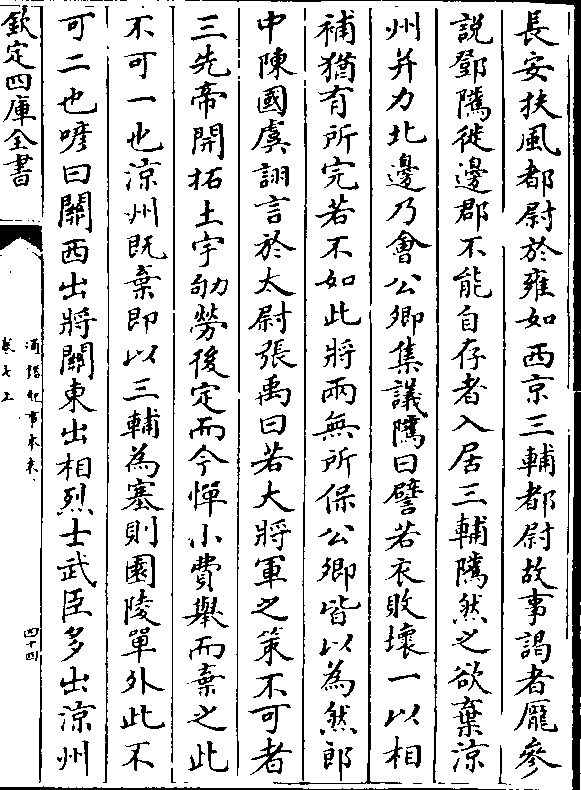 長安扶風都尉於雍如西京三輔都尉故事謁者龎參
說鄧隲徙邊郡不能自存者入居三輔隲然之欲棄涼
州并力北邊乃會公卿集議隲曰譬若衣敗壞一以相
補猶有所完若不如此將兩無所保公卿皆以為然郎
中陳國虞詡言於太尉張禹曰若大將軍之策不可者
三先帝開拓土宇劬勞後定而今憚小費舉而棄之此
不可一也涼州既棄即以三輔為塞則園陵單外此不
可二也喭曰關西出將關東出相烈士武臣多出涼州
欽定四庫全書
通鑑紀事本末
卷七上
四十四